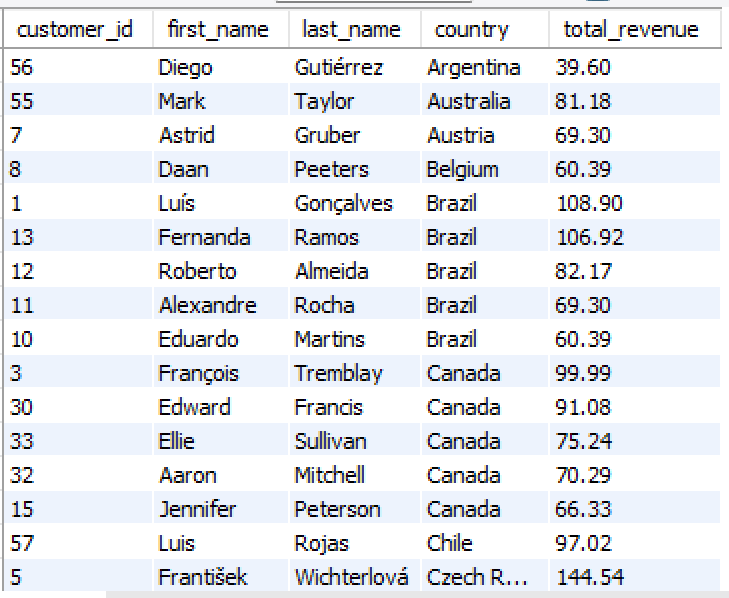 customer_id first_name last_name country total_revenue
56 Diego Gutiérrez Argentina 39.60
55 Mark Taylor Australia 81.18
7 Astrid Gruber Austria 69.30
8 Daan Peeters Belgium 60.39
1 Luís Gonçalves Brazil 108.90
13 Fernanda Ramos Brazil 106.92
12 Roberto Almeida Brazil 82.17
11 Alexandre Rocha Brazil 69.30
10 Eduardo Martins Brazil 60.39
3 François Tremblay Canada 99.99
30 Edward Francis Canada 91.08
33 Ellie Sullivan Canada 75.24
32 Aaron Mitchell Canada 70.29
15 Jennifer Peterson Canada 66.33
57 Luis Rojas Chile 97.02
5 František Wichterlová Czech R... 144.54